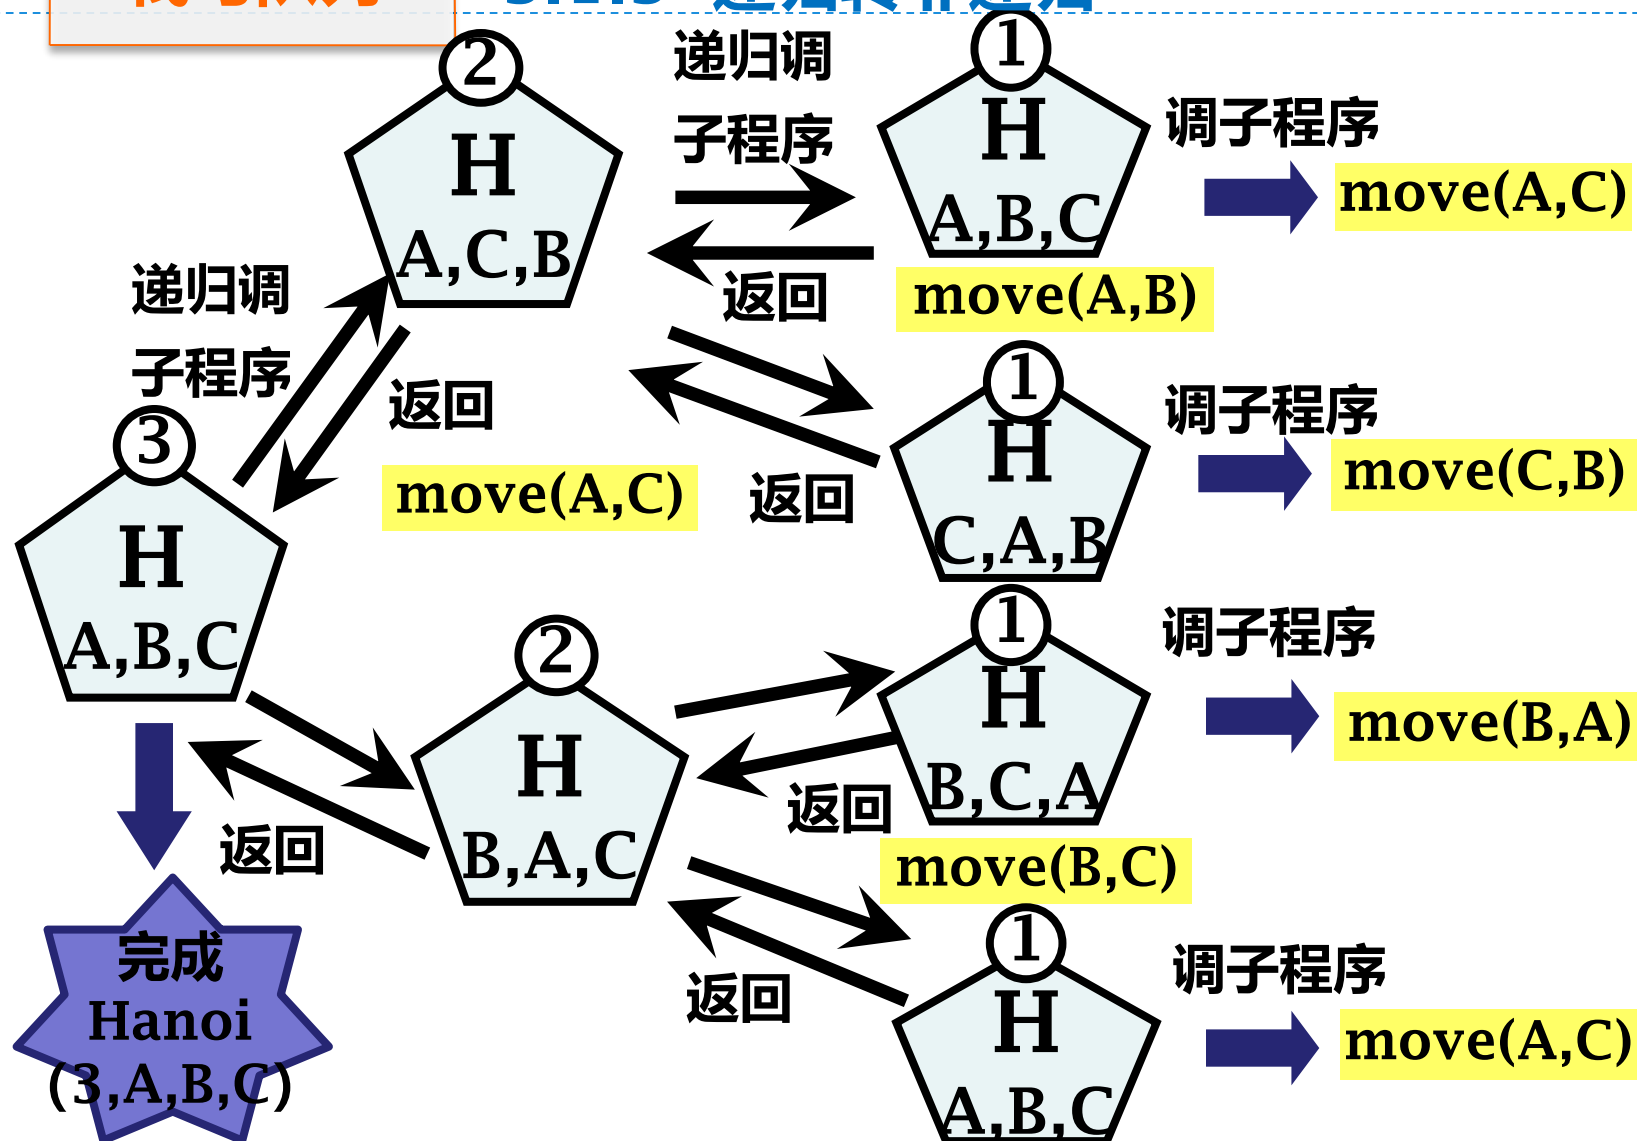 ②
H
A,C,B
递归调
子程序
①
H
A,B,C
调子程序
move(A,C)
返回
move(A,B)
递归调
子程序
返回
move(A,C)
①
H
C,A,B
调子程序
move(C,B)
返回
③
H
A,B,C
②
H
B,A,C
①
H
B,C,A
调子程序
move(B,A)
返回
move(B,C)
返回
①
H
A,B,C
调子程序
move(A,C)
返回
完成
Hanoi
(3,A,B,C)